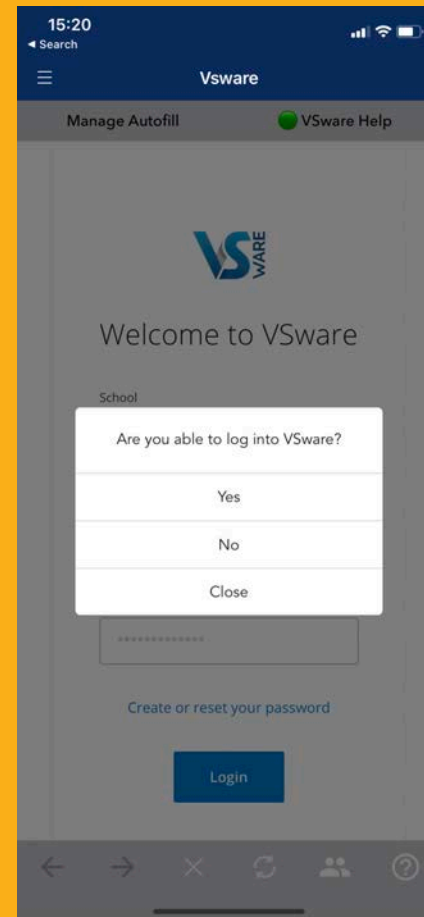 15:20
◄ Search
Vsware
Manage Autofill
VSware Help
VS
WARE
Welcome to VSware
School
Are you able to log into VSware?
Yes
No
Close
*************
Create or reset your password
Login